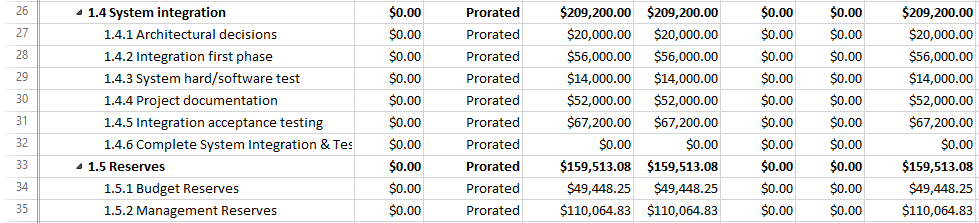 26 1.4 System integration $0.00 Prorated $209,200.00 $209,200.00 $0.00 $0.00 $209,200.00
27 1.4.1 Architectural decisions $0.00 Prorated $20,000.00 $20,000.00 $0.00 $0.00 $20,000.00
28 1.4.2 Integration first phase $0.00 Prorated $56,000.00 $56,000.00 $0.00 $0.00 $56,000.00
29 1.4.3 System hard/software test $0.00 Prorated $14,000.00 $14,000.00 $0.00 $0.00 $14,000.00
30 1.4.4 Project documentation $0.00 Prorated $52,000.00 $52,000.00 $0.00 $0.00 $52,000.00
31 1.4.5 Integration acceptance testing $0.00 Prorated $67,200.00 $67,200.00 $0.00 $0.00 $67,200.00
32 1.4.6 Complete System Integration & Tes $0.00 Prorated $0.00 $0.00 $0.00 $0.00 $0.00
33 1.5 Reserves $0.00 Prorated $159,513.08 $159,513.08 $0.00 $0.00 $159,513.08
34 1.5.1 Budget Reserves $0.00 Prorated $49,448.25 $49,448.25 $0.00 $0.00 $49,448.25
35 1.5.2 Management Reserves $0.00 Prorated $110,064.83 $110,064.83 $0.00 $0.00 $110,064.83